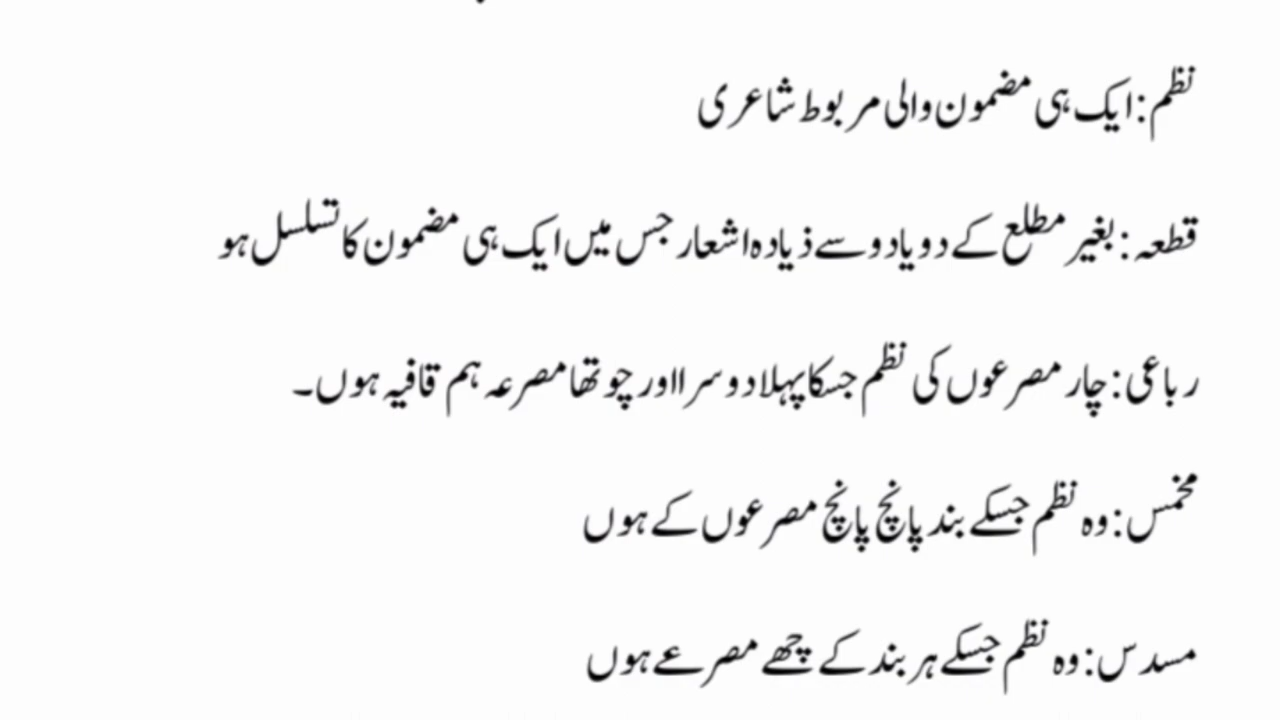 نظم: ایک ہی مضمون والی مربوط شاعری
قطعہ: بغیر مطلع کے دو یا دو سے ذیادہ اشعار جس میں ایک ہی مضمون کا تسلسل ہو
رباعی: چار مصرعوں کی نظم جسکا پہلا دوسرا ااور چوتھا مصرعہ ہم قافیہ ہوں۔
مخمس: وہ نظم جسکے بند پانچ پانچ مصرعوں کے ہوں
مسدس: وہ نظم جسکے ہر بند کے چھے مصرعے ہوں